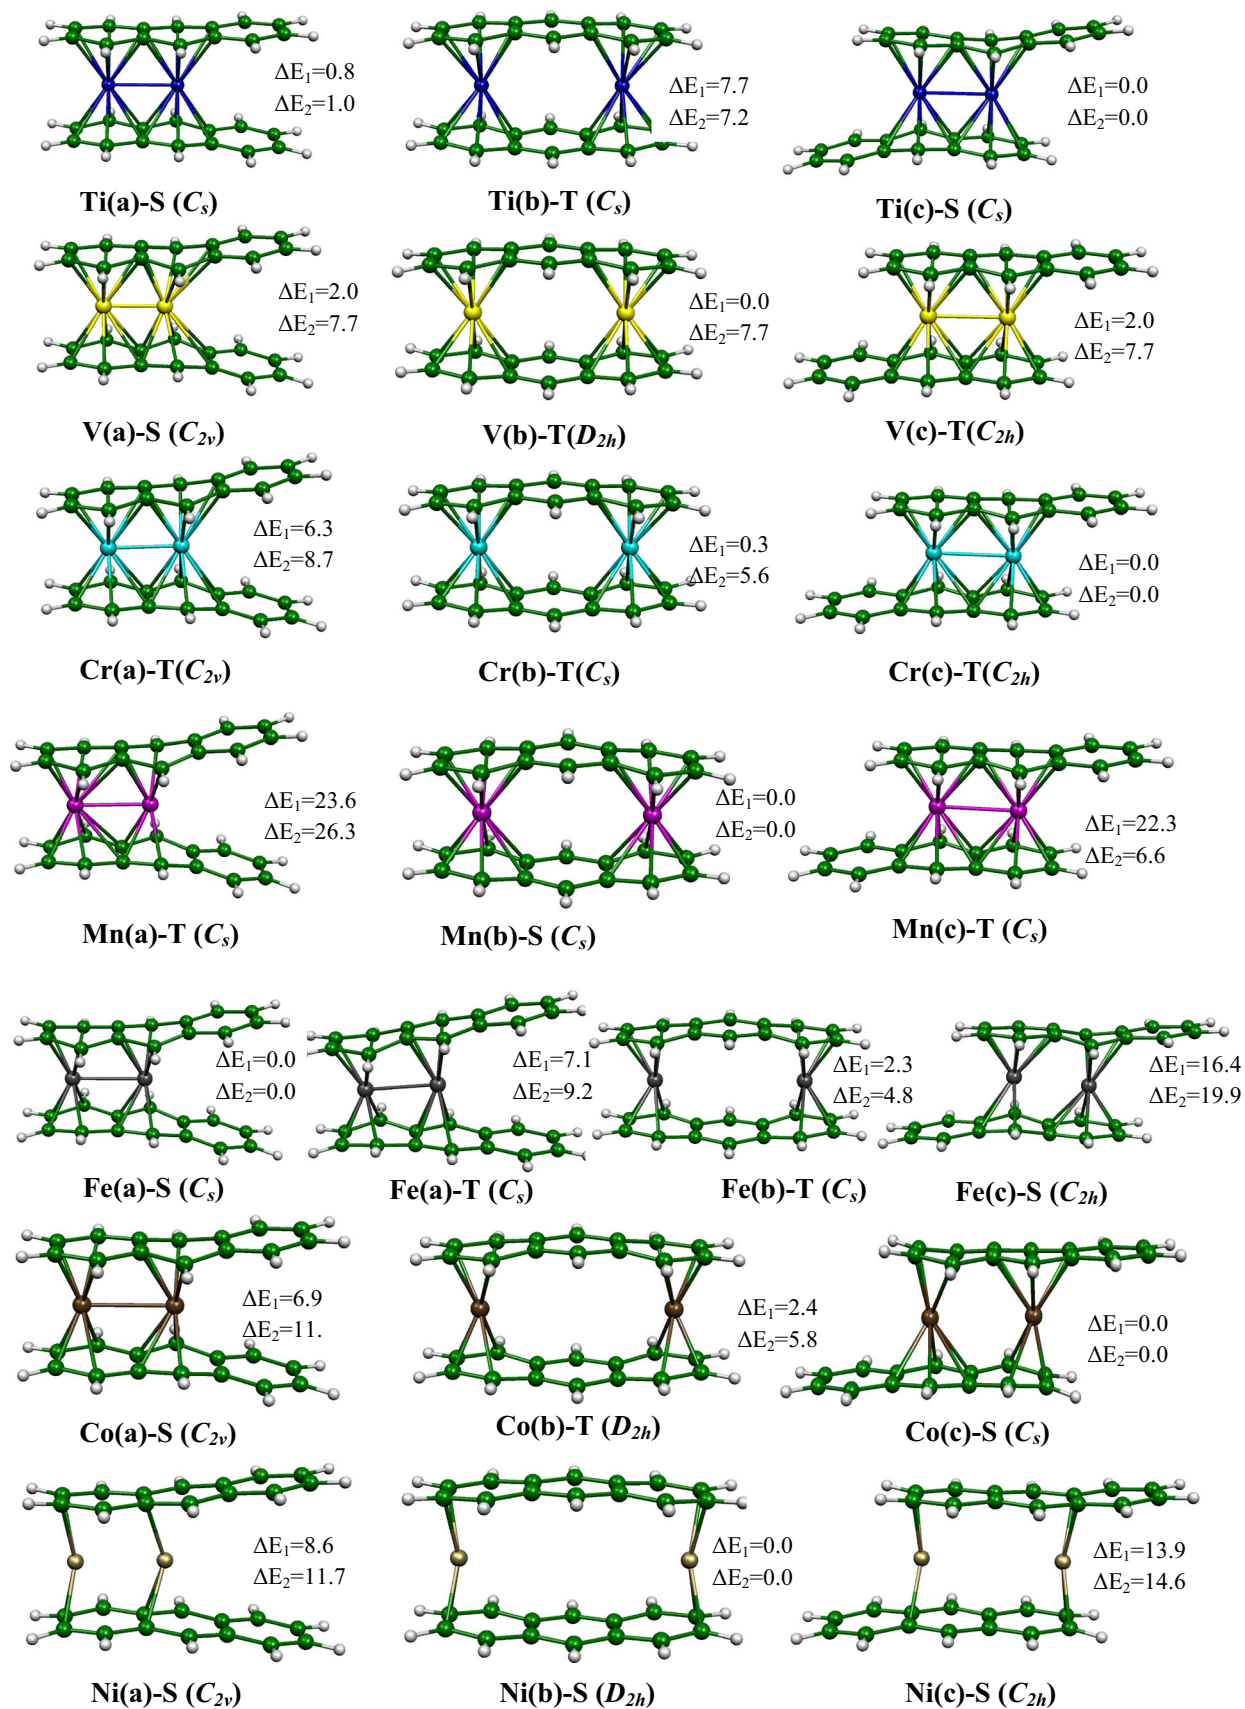 ΔE₁=0.8
ΔE₂=1.0
Ti(a)-S (Cₛ)
ΔE₁=7.7
ΔE₂=7.2
Ti(b)-T (Cₛ)
ΔE₁=0.0
ΔE₂=0.0
Ti(c)-S (Cₛ)
ΔE₁=2.0
ΔE₂=7.7
V(a)-S (C₂ᵥ)
ΔE₁=0.0
ΔE₂=7.7
V(b)-T(D₂ₕ)
ΔE₁=2.0
ΔE₂=7.7
V(c)-T(C₂ₕ)
ΔE₁=6.3
ΔE₂=8.7
Cr(a)-T(C₂ᵥ)
ΔE₁=0.3
ΔE₂=5.6
Cr(b)-T(Cₛ)
ΔE₁=0.0
ΔE₂=0.0
Cr(c)-T(C₂ₕ)
ΔE₁=23.6
ΔE₂=26.3
Mn(a)-T (Cₛ)
ΔE₁=0.0
ΔE₂=0.0
Mn(b)-S (Cₛ)
ΔE₁=22.3
ΔE₂=6.6
Mn(c)-T (Cₛ)
ΔE₁=0.0
ΔE₂=0.0
Fe(a)-S (Cₛ)
ΔE₁=7.1
ΔE₂=9.2
Fe(a)-T (Cₛ)
ΔE₁=2.3
ΔE₂=4.8
Fe(b)-T (Cₛ)
ΔE₁=16.4
ΔE₂=19.9
Fe(c)-S (C₂ₕ)
ΔE₁=6.9
ΔE₂=11.
Co(a)-S (C₂ᵥ)
ΔE₁=2.4
ΔE₂=5.8
Co(b)-T (D₂ₕ)
ΔE₁=0.0
ΔE₂=0.0
Co(c)-S (Cₛ)
ΔE₁=8.6
ΔE₂=11.7
Ni(a)-S (C₂ᵥ)
ΔE₁=0.0
ΔE₂=0.0
Ni(b)-S (D₂ₕ)
ΔE₁=13.9
ΔE₂=14.6
Ni(c)-S (C₂ₕ)